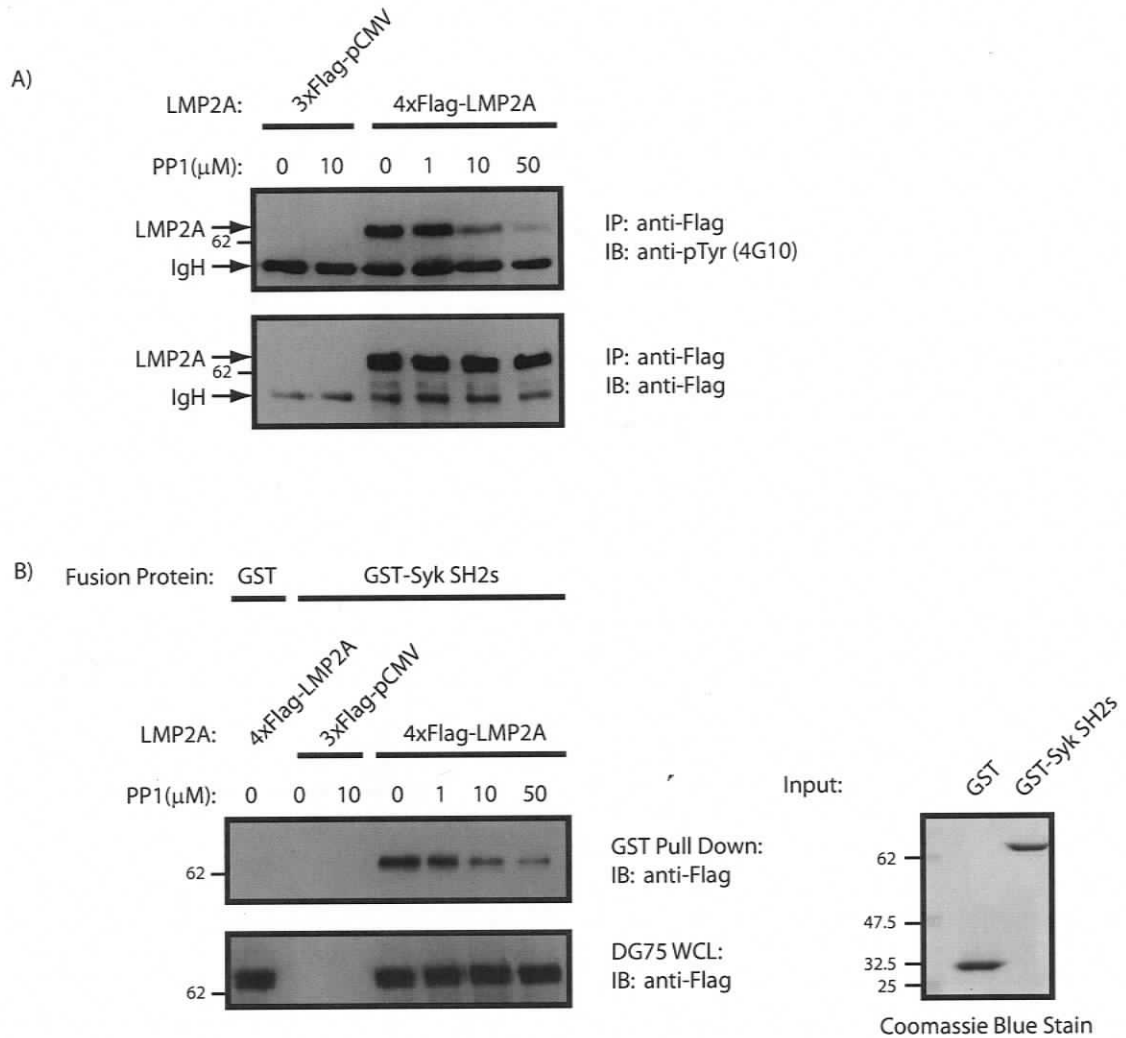 A)
3xFlag-pCMV
LMP2A: 4xFlag-LMP2A
PP1(μM): 0 10 0 1 10 50
LMP2A
62
IgH
IP: anti-Flag
IB: anti-pTyr (4G10)
LMP2A
62
IgH
IP: anti-Flag
IB: anti-Flag
B) Fusion Protein: GST GST-Syk SH2s
4xFlag-LMP2A
3xFlag-pCMV
LMP2A: 4xFlag-LMP2A
PP1(μM): 0 0 10 0 1 10 50
62
GST Pull Down:
IB: anti-Flag
62
DG75 WCL:
IB: anti-Flag
Input: GST GST-Syk SH2s
62
47.5
32.5
25
Coomassie Blue Stain